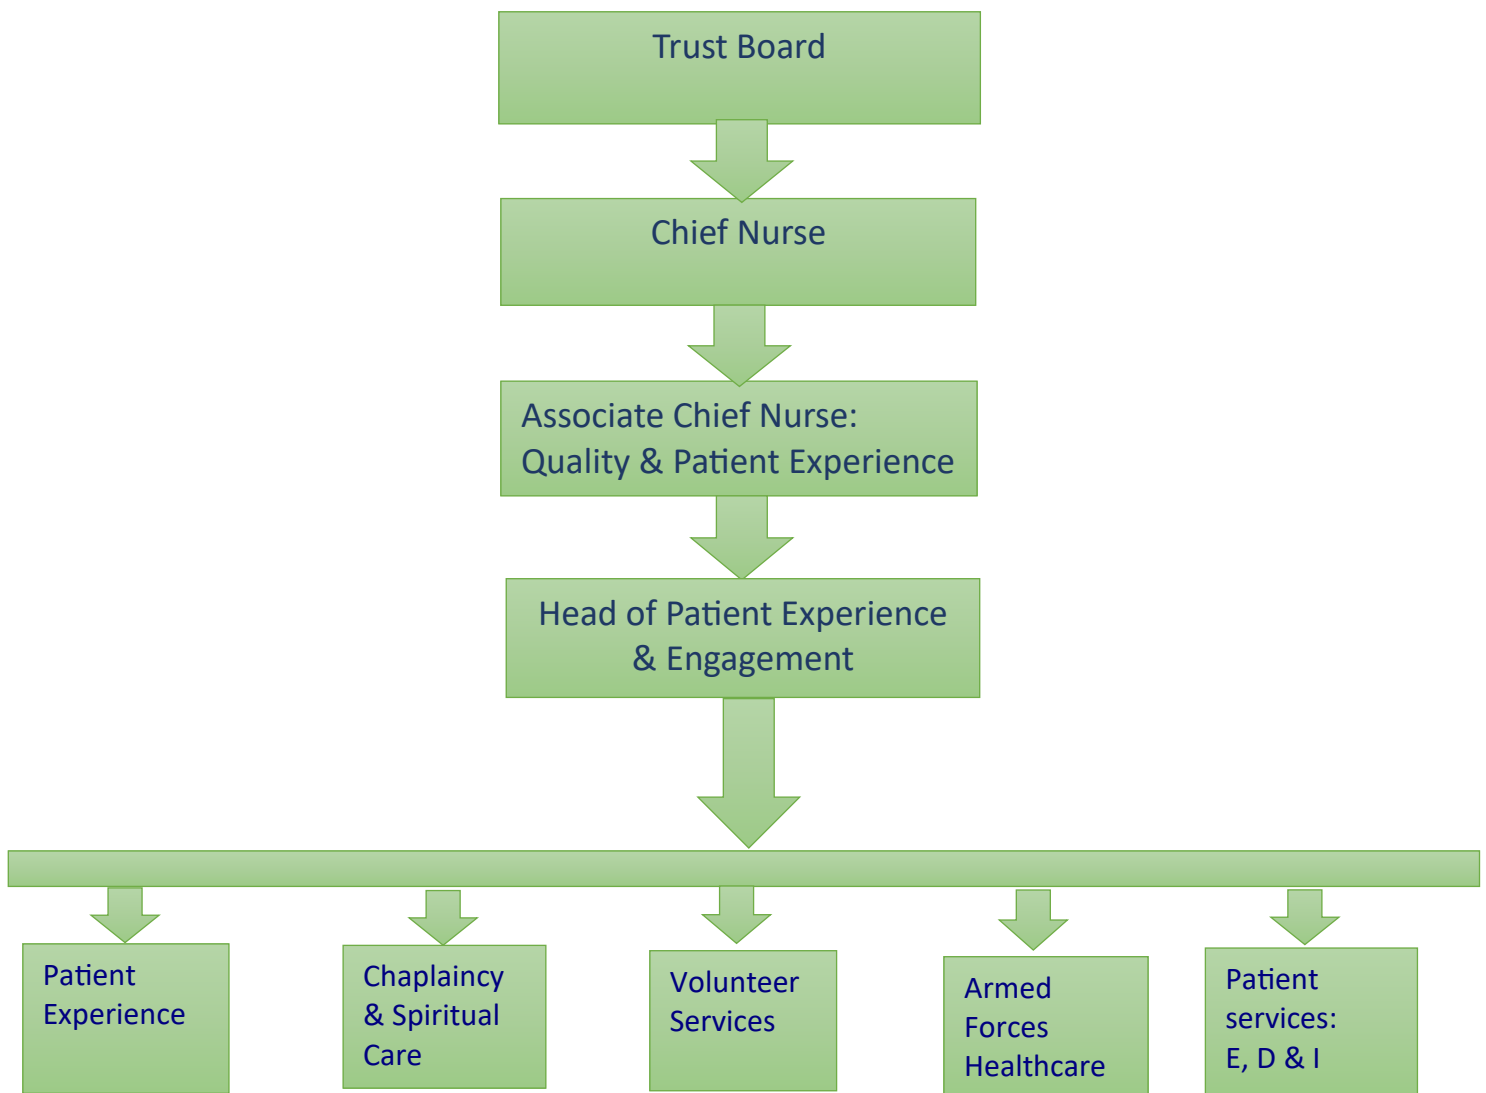 Trust Board
Chief Nurse
Associate Chief Nurse:
Quality & Patient Experience
Head of Patient Experience
& Engagement
Patient
Experience
Chaplaincy
& Spiritual
Care
Volunteer
Services
Armed
Forces
Healthcare
Patient
services:
E, D & I